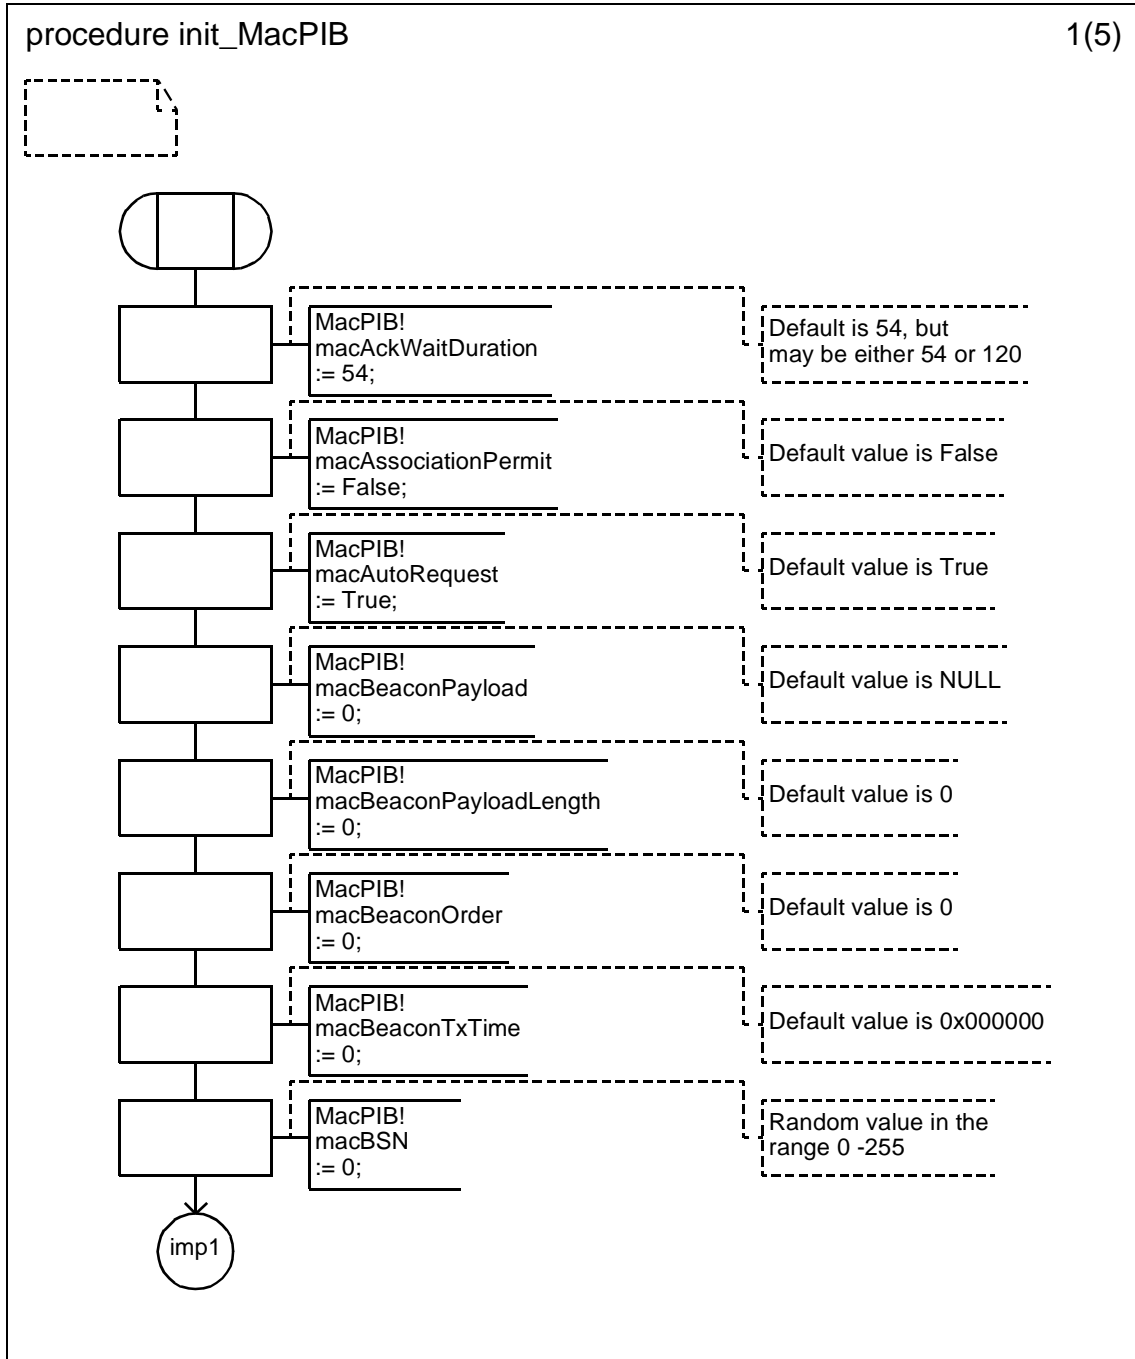 procedure init_MacPIB
1(5)
MacPIB!
macAckWaitDuration
:= 54;
Default is 54, but
may be either 54 or 120
MacPIB!
macAssociationPermit
:= False;
Default value is False
MacPIB!
macAutoRequest
:= True;
Default value is True
MacPIB!
macBeaconPayload
:= 0;
Default value is NULL
MacPIB!
macBeaconPayloadLength
:= 0;
Default value is 0
MacPIB!
macBeaconOrder
:= 0;
Default value is 0
MacPIB!
macBeaconTxTime
:= 0;
Default value is 0x000000
MacPIB!
macBSN
:= 0;
Random value in the
range 0 -255
imp1